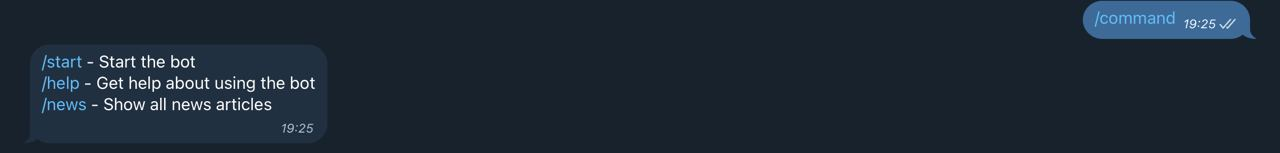 /command 19:25
/start - Start the bot
/help - Get help about using the bot
/news - Show all news articles
19:25